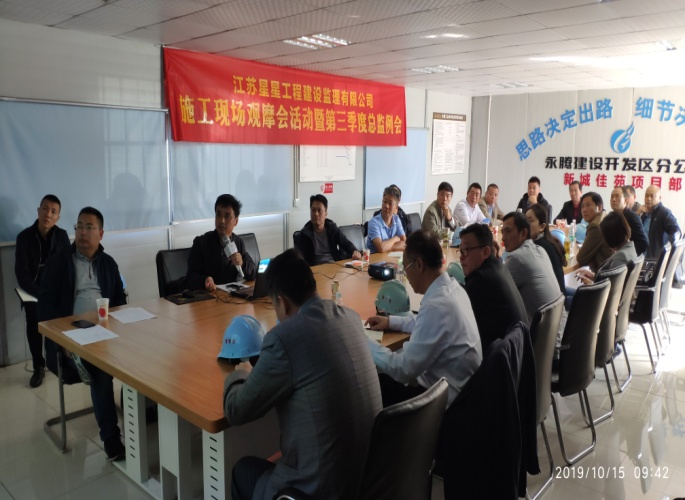 江苏星星工程建设监理有限公司
施工现场观摩会活动暨第三季度总监例会
思路决定出路 细节决
永腾建设开发区分公
新城佳苑项目部
2019/10/15 09:42